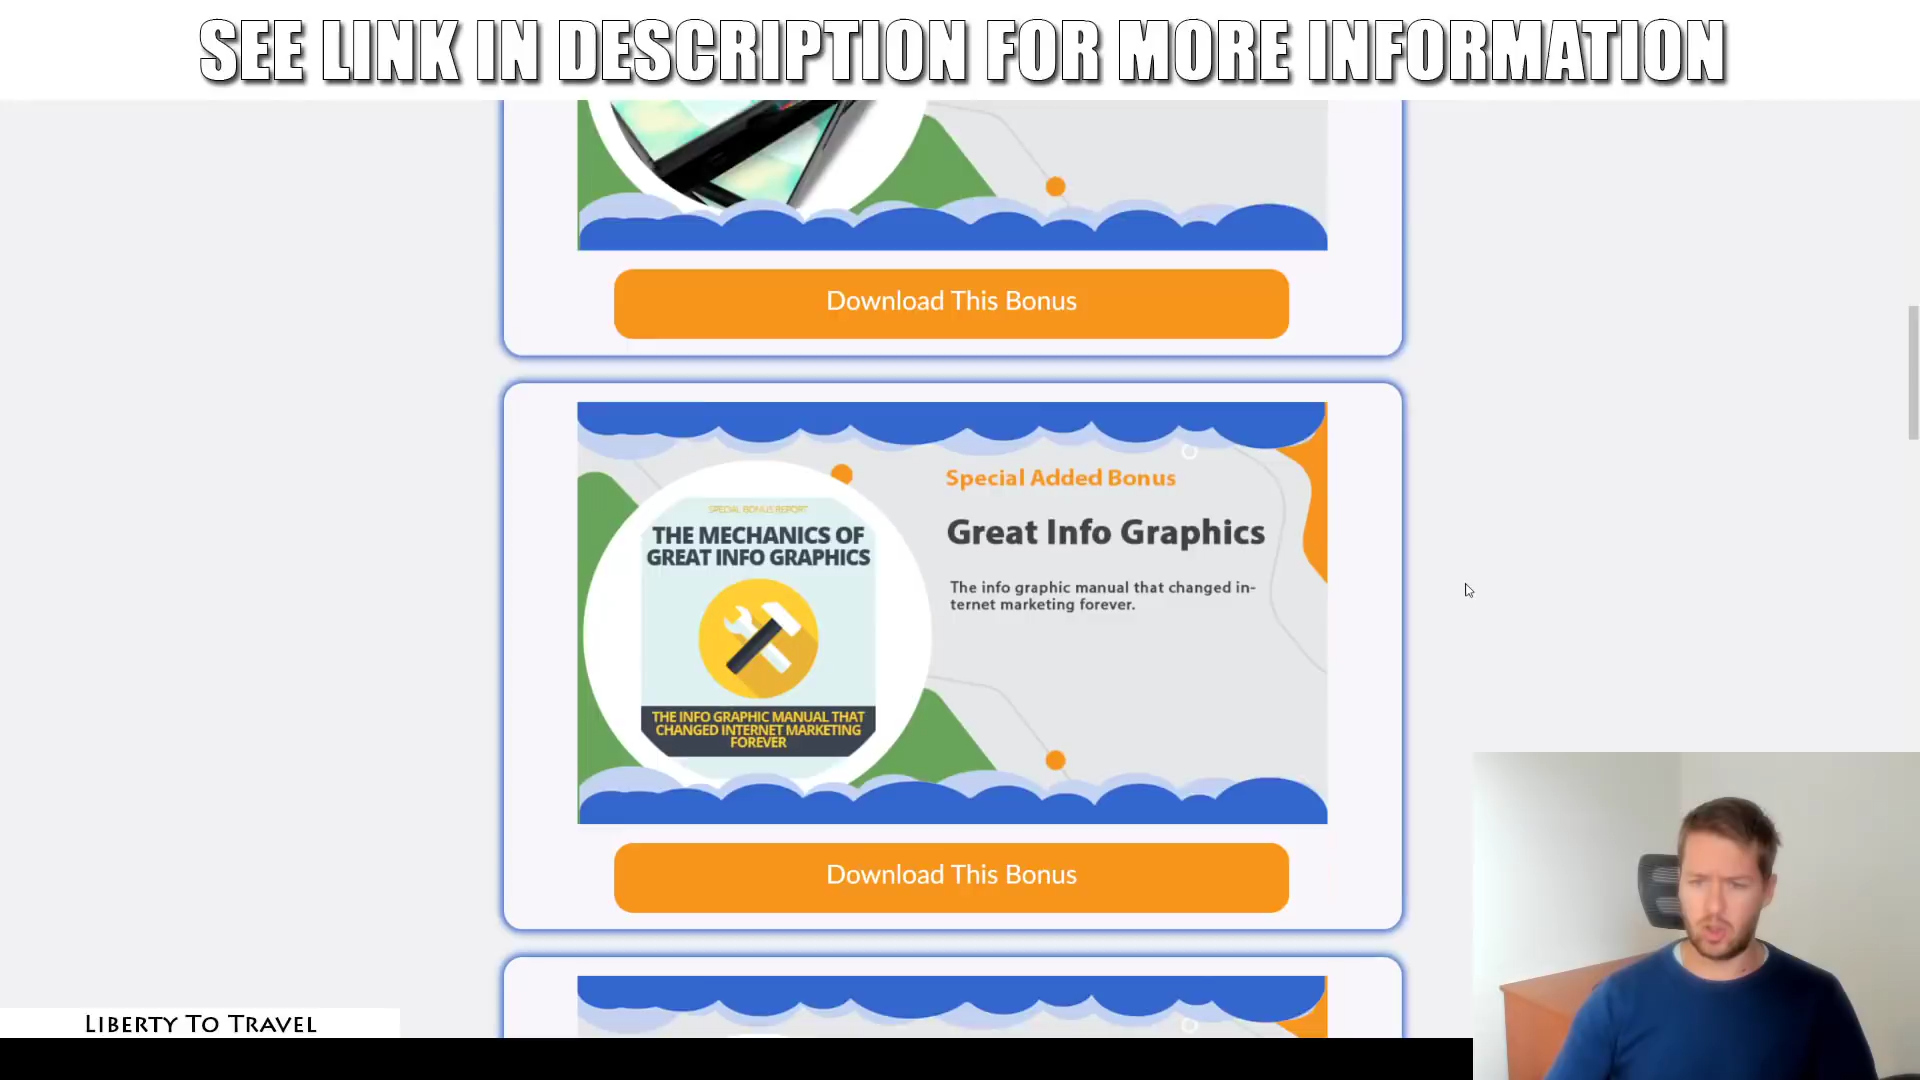 SEE LINK IN DESCRIPTION FOR MORE INFORMATION
Download This Bonus
SPECIAL BONUS REPORT
THE MECHANICS OF
GREAT INFO GRAPHICS
THE INFO GRAPHIC MANUAL THAT
CHANGED INTERNET MARKETING
FOREVER
Special Added Bonus
Great Info Graphics
The info graphic manual that changed in-
ternet marketing forever.
Download This Bonus
LIBERTY TO TRAVEL